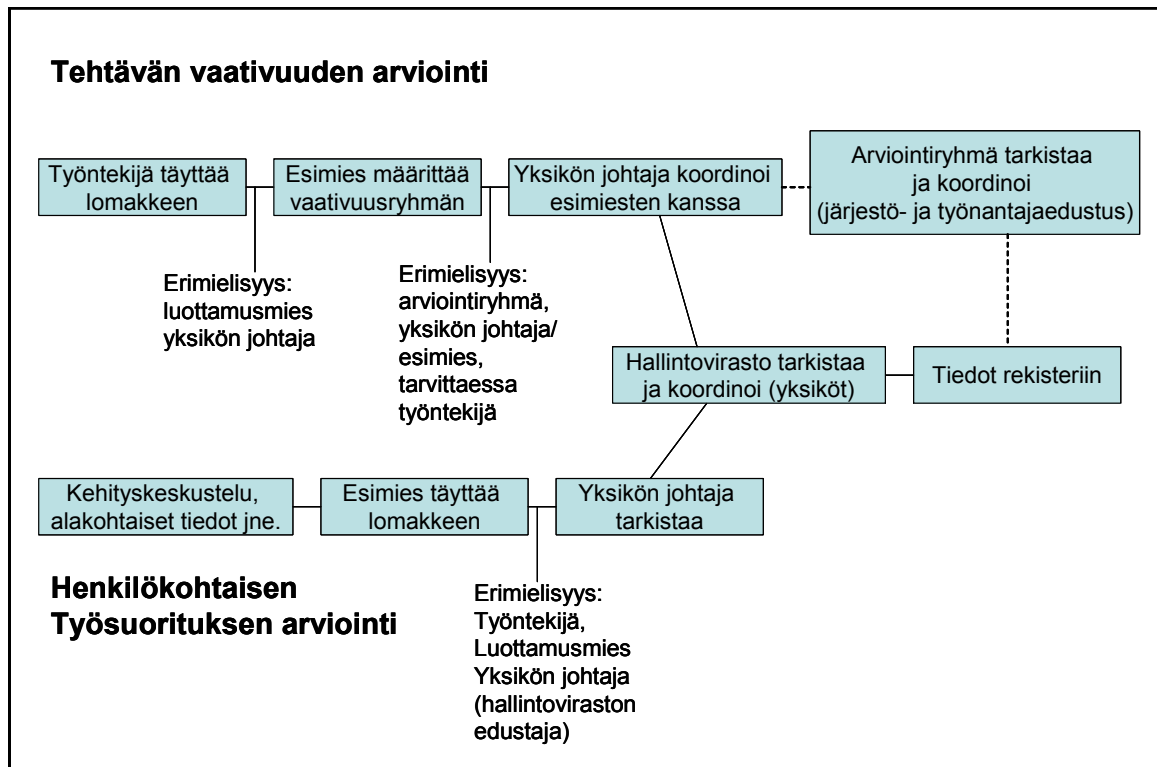 Tehtävän vaativuuden arviointi
Työntekijä täyttää
lomakkeen
Esimies määrittää
vaativuusryhmän
Yksikön johtaja koordinoi
esimiesten kanssa
Arviointiryhmä tarkistaa
ja koordinoi
(järjestö- ja työnantajaedustus)
Erimielisyys:
luottamusmies
yksikön johtaja
Erimielisyys:
arviointiryhmä,
yksikön johtaja/
esimies,
tarvittaessa
työntekijä
Hallintovirasto tarkistaa
ja koordinoi (yksiköt)
Tiedot rekisteriin
Kehityskeskustelu,
alakohtaiset tiedot jne.
Esimies täyttää
lomakkeen
Yksikön johtaja
tarkistaa
Henkilökohtaisen
Työsuorituksen arviointi
Erimielisyys:
Työntekijä,
Luottamusmies
Yksikön johtaja
(hallintoviraston
edustaja)